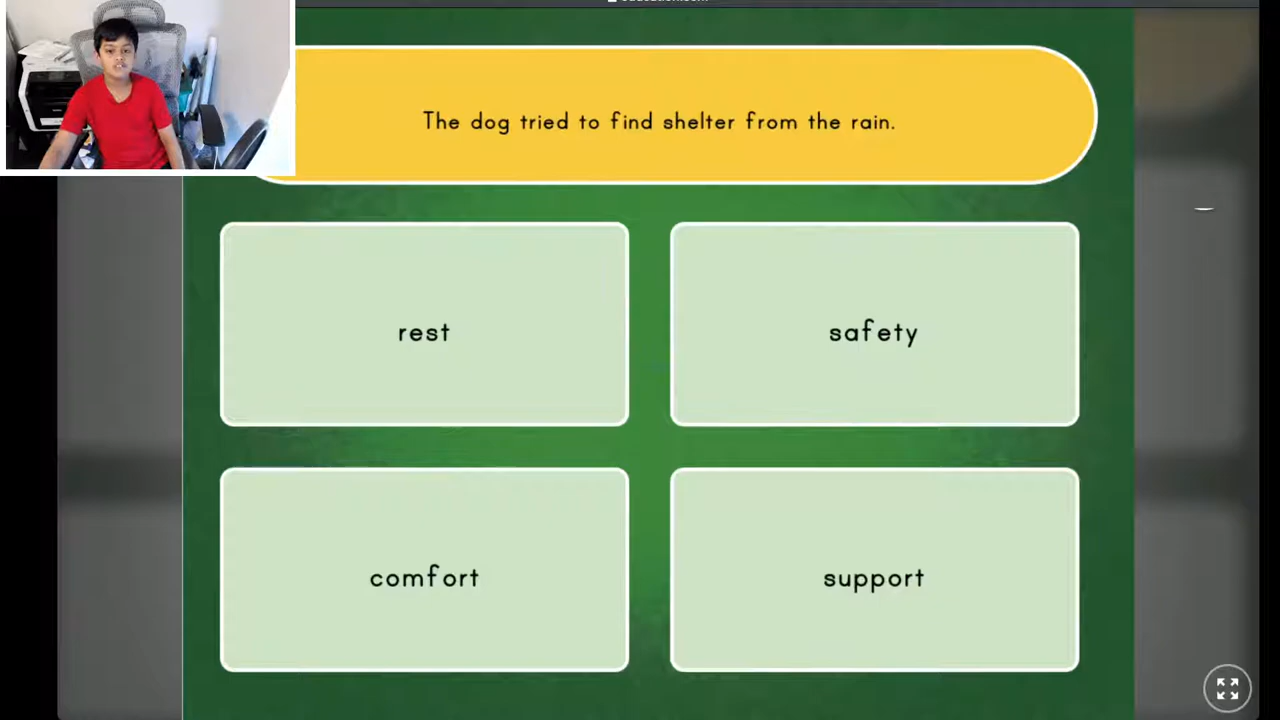 The dog tried to find shelter from the rain.
rest
safety
comfort
support